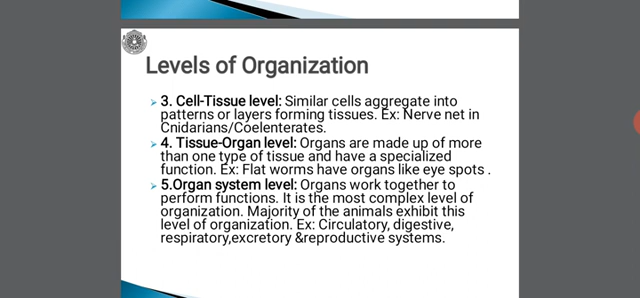 Levels of Organization
➤ 3. Cell-Tissue level: Similar cells aggregate into
patterns or layers forming tissues. Ex: Nerve net in
Cnidarians/Coelenterates.
➤ 4. Tissue-Organ level: Organs are made up of more
than one type of tissue and have a specialized
function. Ex: Flat worms have organs like eye spots .
➤ 5.Organ system level: Organs work together to
perform functions. It is the most complex level of
organization. Majority of the animals exhibit this
level of organization. Ex: Circulatory, digestive,
respiratory,excretory &reproductive systems.